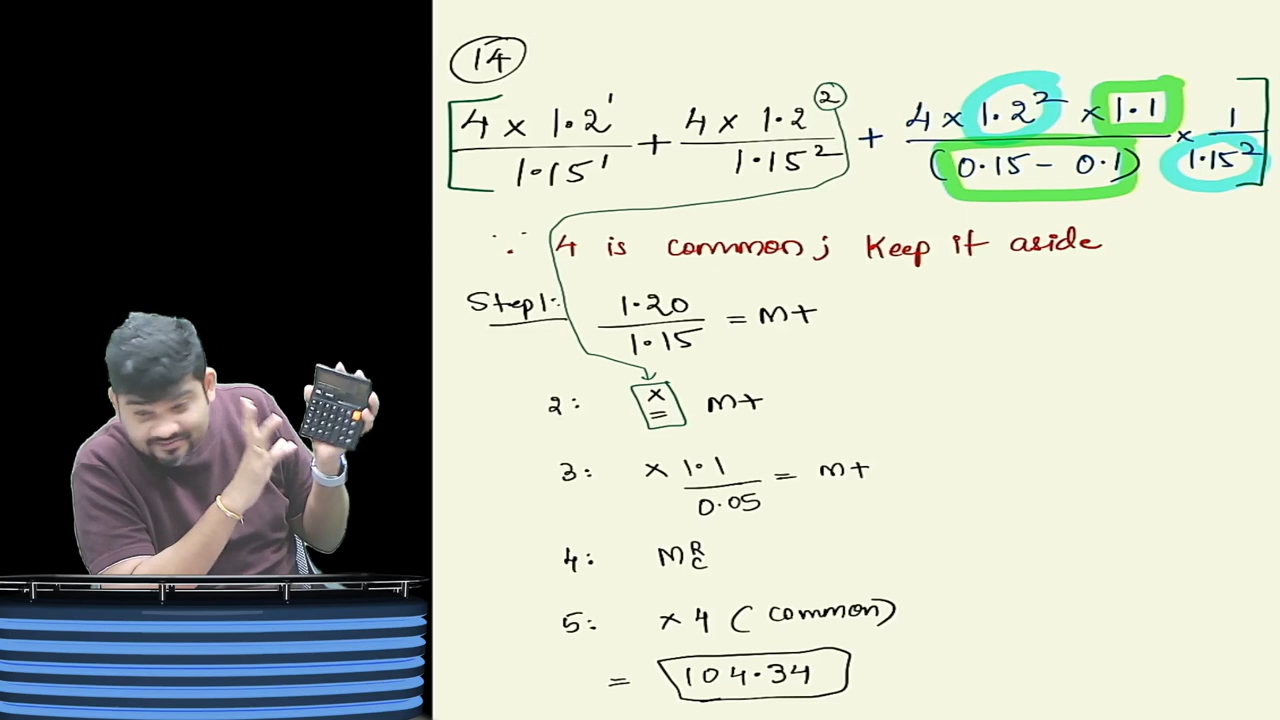 14
[ 4 × 1.2¹ / 1.15¹ + 4 × 1.2² / 1.15² + 4 × 1.2² × 1.1 / (0.15 - 0.1) × 1 / 1.15² ]
∵ 4 is common; Keep it aside
Step1: 1.20 / 1.15 = m+
2: × = m+
3: × 1.1 / 0.05 = m+
4: MRC
5: × 4 (common)
= 104.34